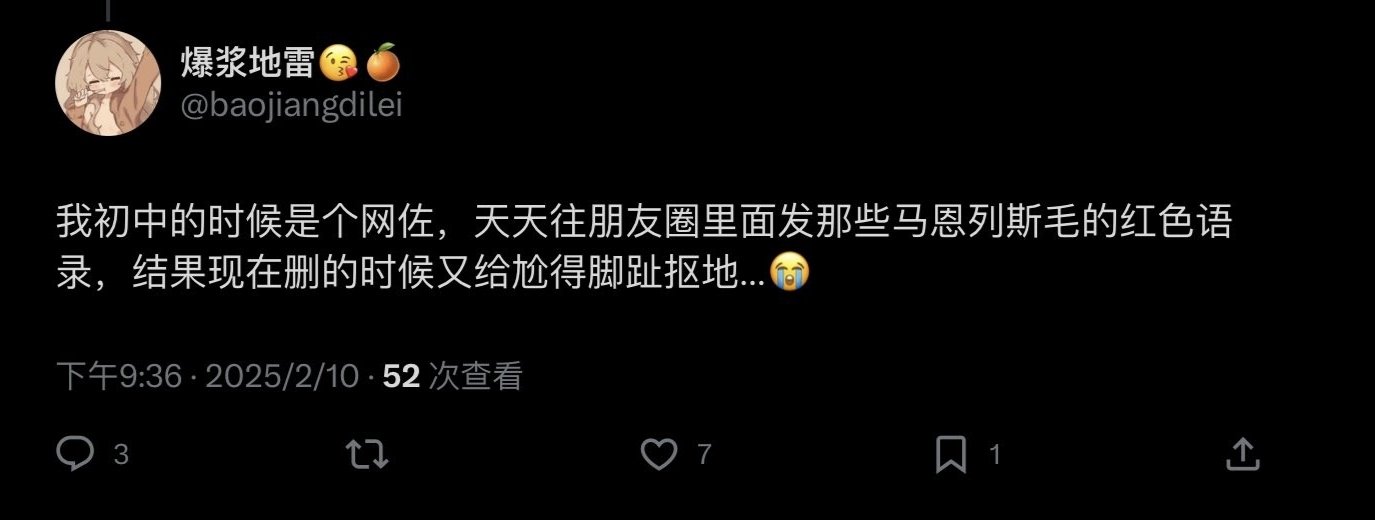 爆浆地雷😘🍊
@baojiangdilei
我初中的时候是个网佐，天天往朋友圈里面发那些马恩列斯毛的红色语
录，结果现在删的时候又给尬得脚趾抠地...😭
下午9:36 · 2025/2/10 · 52 次查看
3 7 1